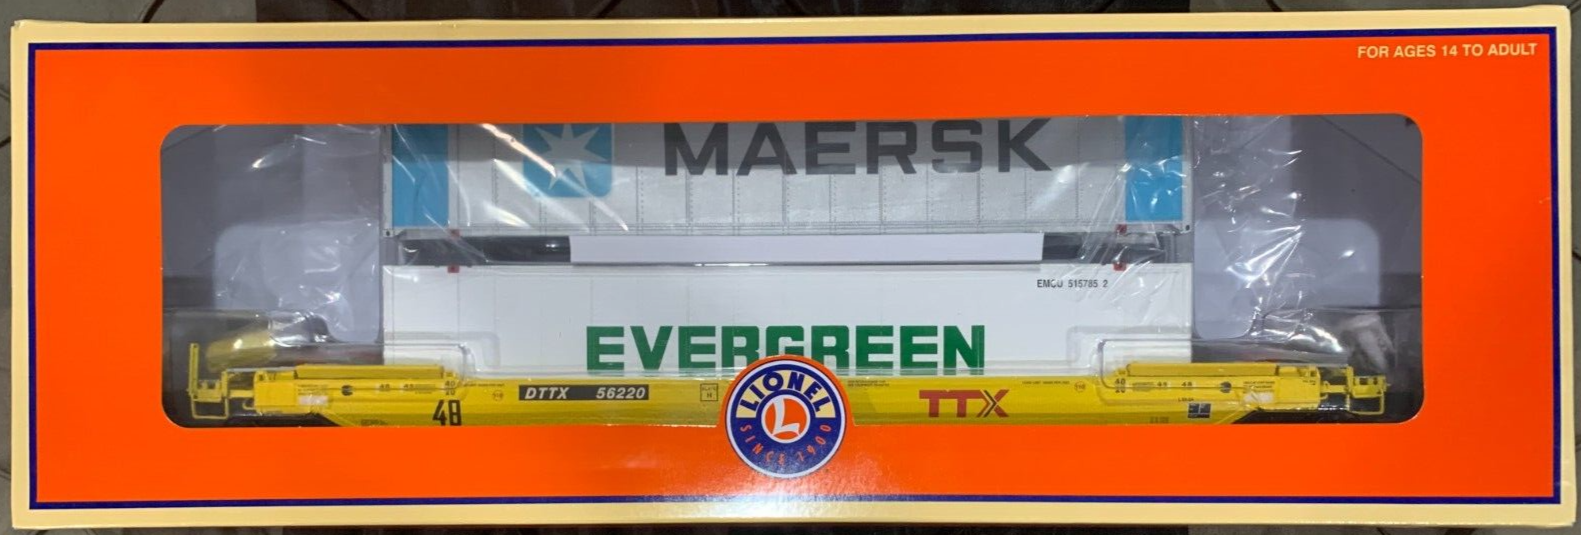 FOR AGES 14 TO ADULT
MAERSK
EMCU 515785 2
EVERGREEN
DTTX 56220
48
TTX
LIONEL
SINCE 1900